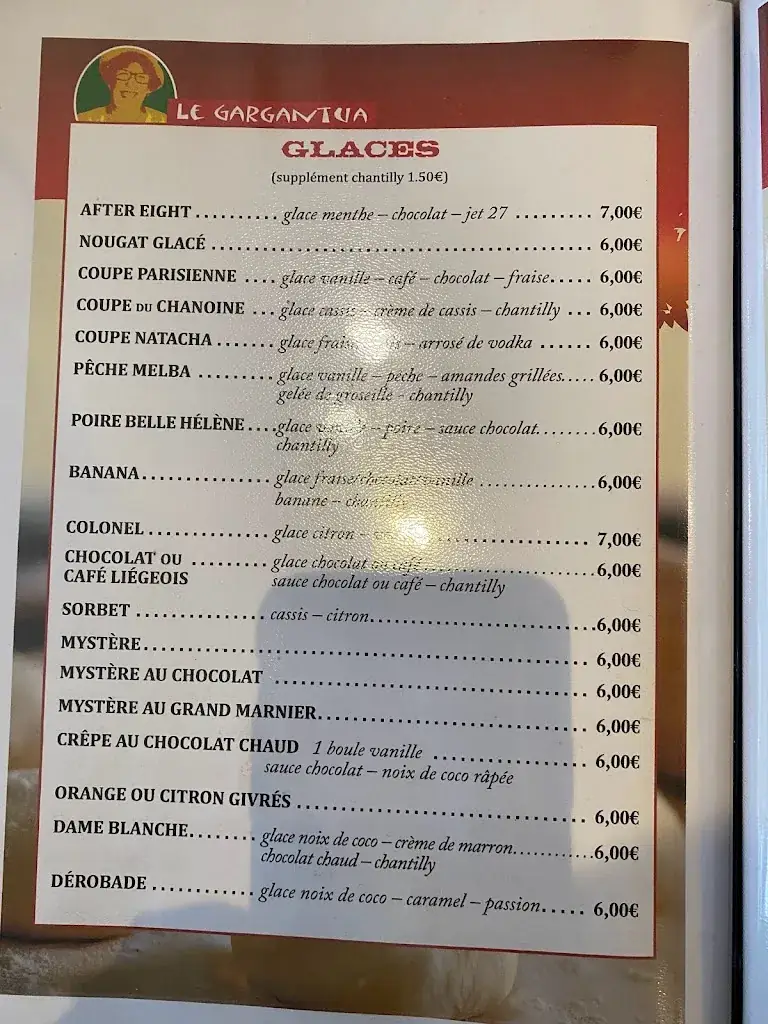 LE GARGANTUA
GLACES
(supplément chantilly 1.50€)
AFTER EIGHT .......... glace menthe – chocolat – jet 27 ......... 7,00€
NOUGAT GLACÉ ................................................ 6,00€
COUPE PARISIENNE .... glace vanille – café – chocolat – fraise..... 6,00€
COUPE DU CHANOINE ... glace cassis – crème de cassis – chantilly ... 6,00€
COUPE NATACHA ....... glace – arrosé de vodka ...... 6,00€
PÊCHE MELBA ......... glace vanille – pêche – amandes grillées..... 6,00€
gelée de groseille – chantilly
POIRE BELLE HÉLÈNE ....glace – poire – sauce chocolat........6,00€
chantilly
BANANA............... glace fraise/chocolat/vanille ...............6,00€
banane – chantilly
COLONEL .............. glace citron – ..................... 7,00€
CHOCOLAT OU ......... glace chocolat ou café .....................6,00€
CAFÉ LIÉGEOIS sauce chocolat ou café – chantilly
SORBET ............... cassis – citron...........................6,00€
MYSTÈRE................................................... 6,00€
MYSTÈRE AU CHOCOLAT ..................................... 6,00€
MYSTÈRE AU GRAND MARNIER................................ 6,00€
CRÊPE AU CHOCOLAT CHAUD 1 boule vanille .................. 6,00€
sauce chocolat – noix de coco râpée
ORANGE OU CITRON GIVRÉS .................................. 6,00€
DAME BLANCHE........ glace noix de coco – crème de marron...........6,00€
chocolat chaud – chantilly
DÉROBADE ............ glace noix de coco – caramel – passion..... 6,00€